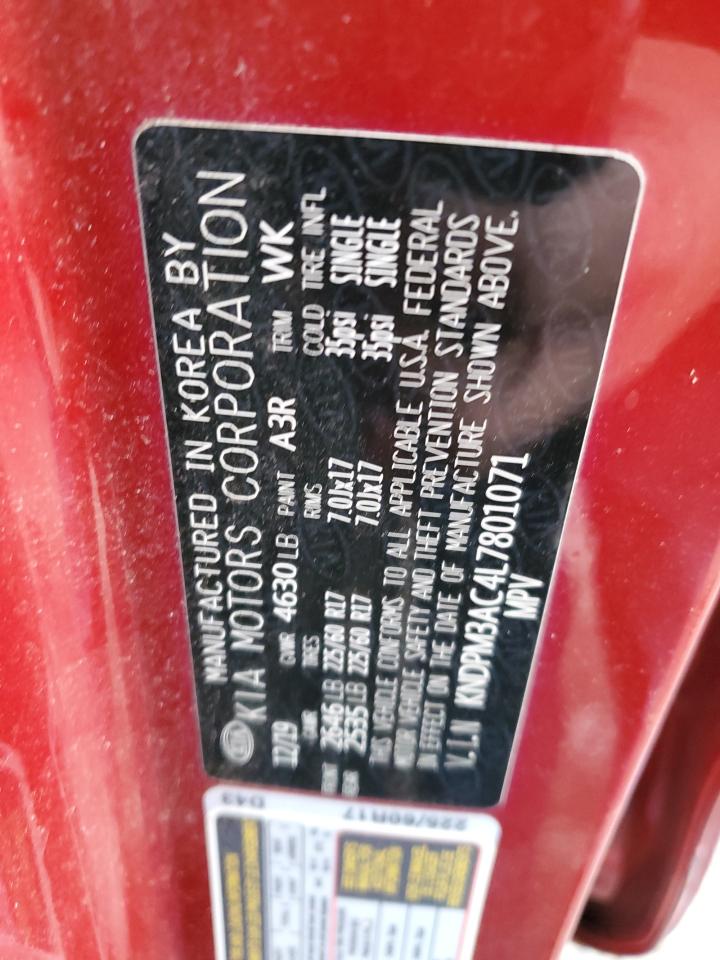 MANUFACTURED IN KOREA BY
KIA MOTORS CORPORATION
12/19 GVWR 4630LB PAINT A3R TRIM WK
GAWR TIRES RIMS COLD TIRE INFL
FRONT 2646LB 225/60 R17 7.0Jx17 35psi SINGLE
REAR 2535LB 225/60 R17 7.0Jx17 35psi SINGLE
THIS VEHICLE CONFORMS TO ALL APPLICABLE U.S.A. FEDERAL
MOTOR VEHICLE SAFETY AND THEFT PREVENTION STANDARDS
IN EFFECT ON THE DATE OF MANUFACTURE SHOWN ABOVE.
V.I.N KNDPM3AC4L7801071
MPV
D43
225/60R17